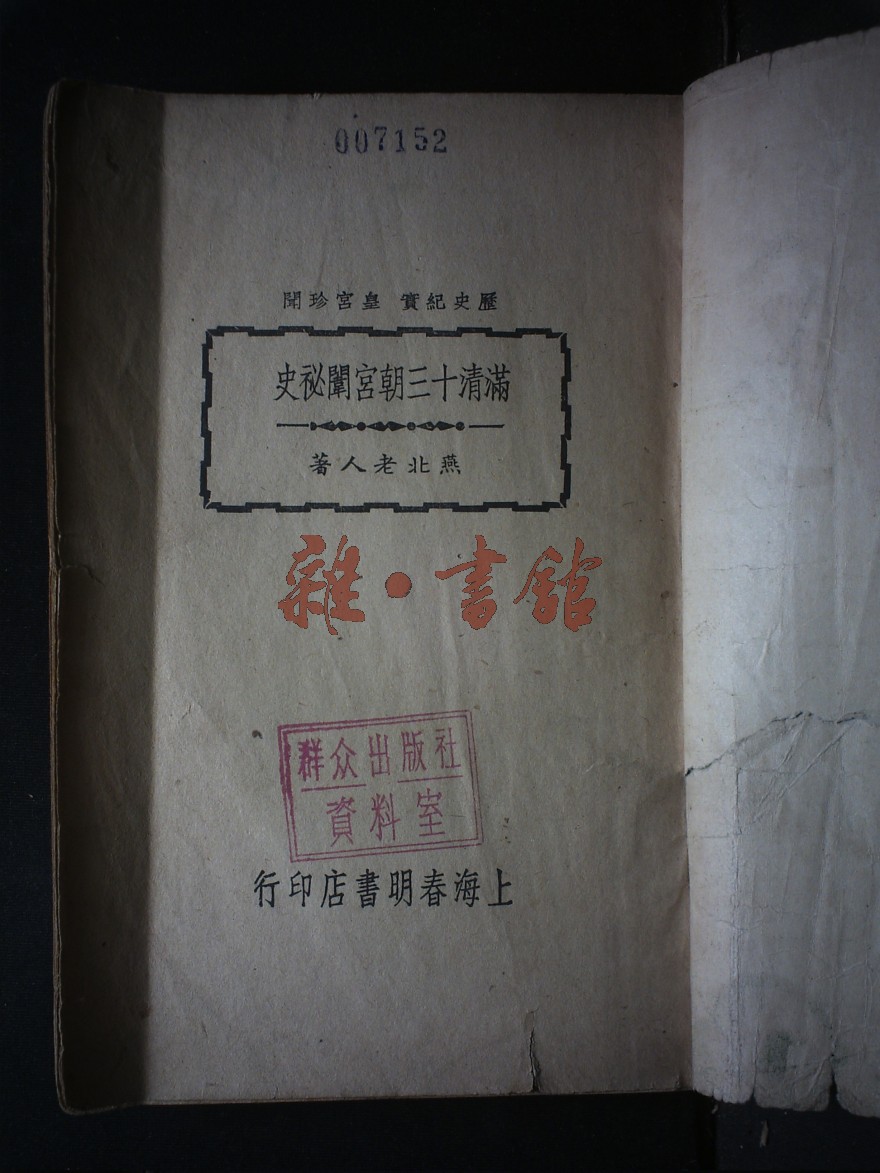 007152
歷史紀實 皇宮珍聞
滿清十三朝宮闈祕史
燕北老人著
雜·書館
群众出版社
資料室
上海春明書店印行